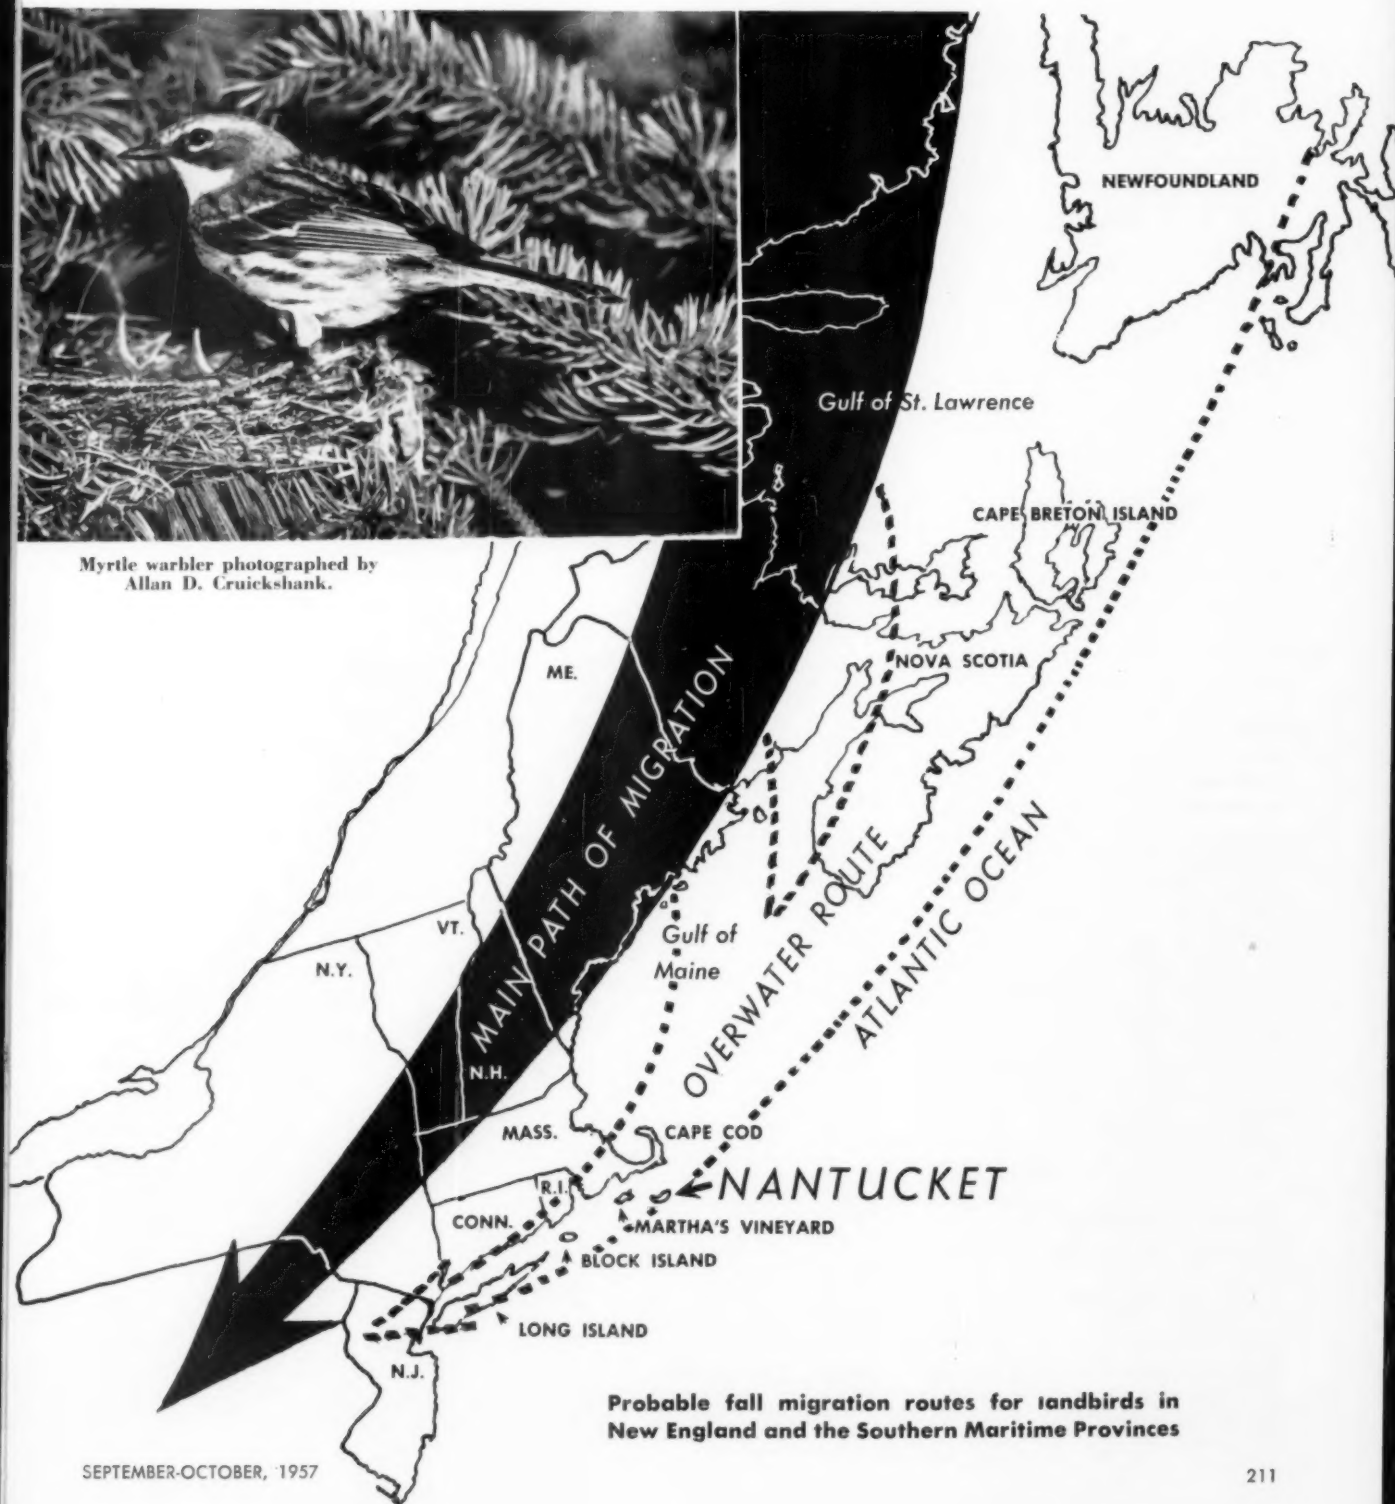 Myrtle warbler photographed by
Allan D. Cruickshank.
NEWFOUNDLAND
Gulf of St. Lawrence
CAPE BRETON ISLAND
NOVA SCOTIA
ME.
MAIN PATH OF MIGRATION
VT.
N.Y.
Gulf of
Maine
OVERWATER ROUTE
ATLANTIC OCEAN
N.H.
MASS.
CAPE COD
NANTUCKET
R.I.
CONN.
MARTHA'S VINEYARD
BLOCK ISLAND
LONG ISLAND
N.J.
Probable fall migration routes for landbirds in
New England and the Southern Maritime Provinces
SEPTEMBER-OCTOBER, 1957
211